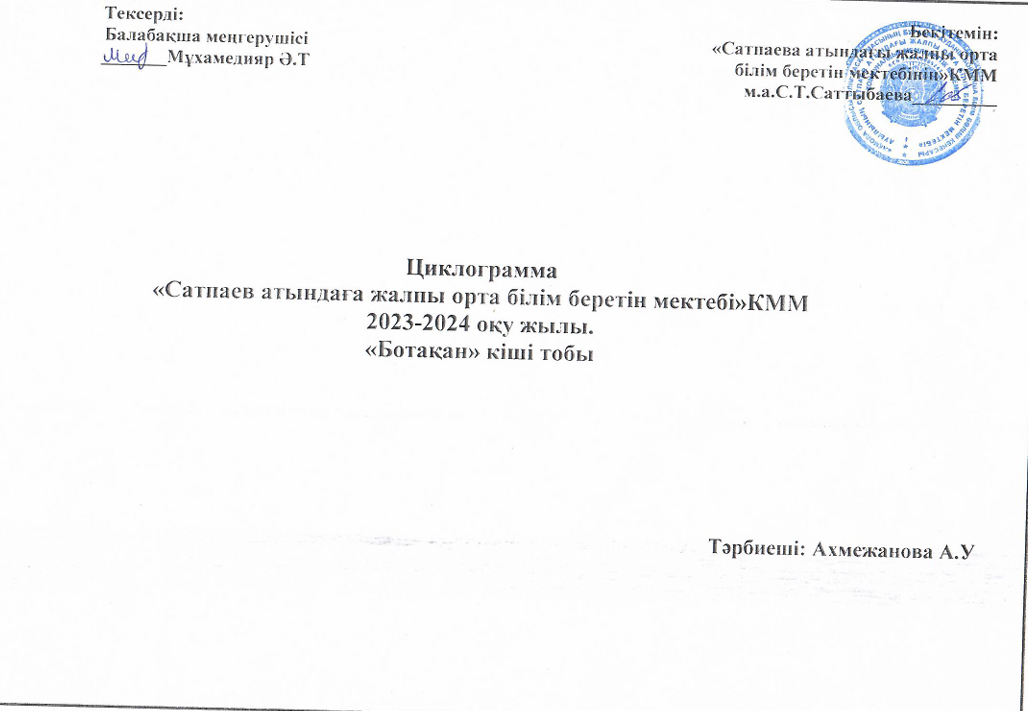 Тексерді:
Балабақша меңгерушісі
Мұхамедияр Ә.Т
Бекітемін:
«Сатпаева атындағы жалпы орта
білім беретін мектебінің»КММ
м.а.С.Т.Саттыбаева
Циклограмма
«Сатпаев атындаға жалпы орта білім беретін мектебі»КММ
2023-2024 оқу жылы.
«Ботақан» кіші тобы
Тәрбиеші: Ахмежанова А.У